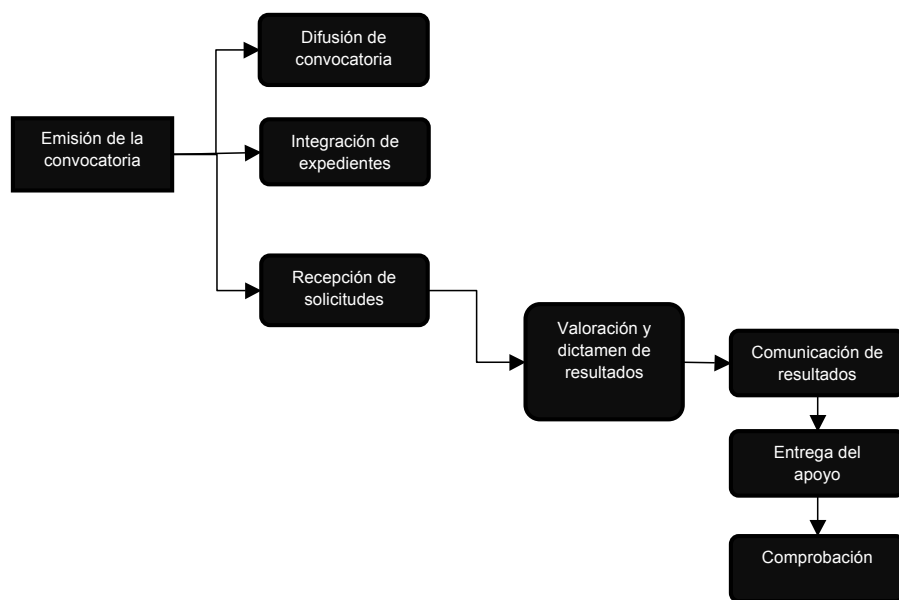 Difusión de
convocatoria
Emisión de la
convocatoria
Integración de
expedientes
Recepción de
solicitudes
Valoración y
dictamen de
resultados
Comunicación de
resultados
Entrega del
apoyo
Comprobación